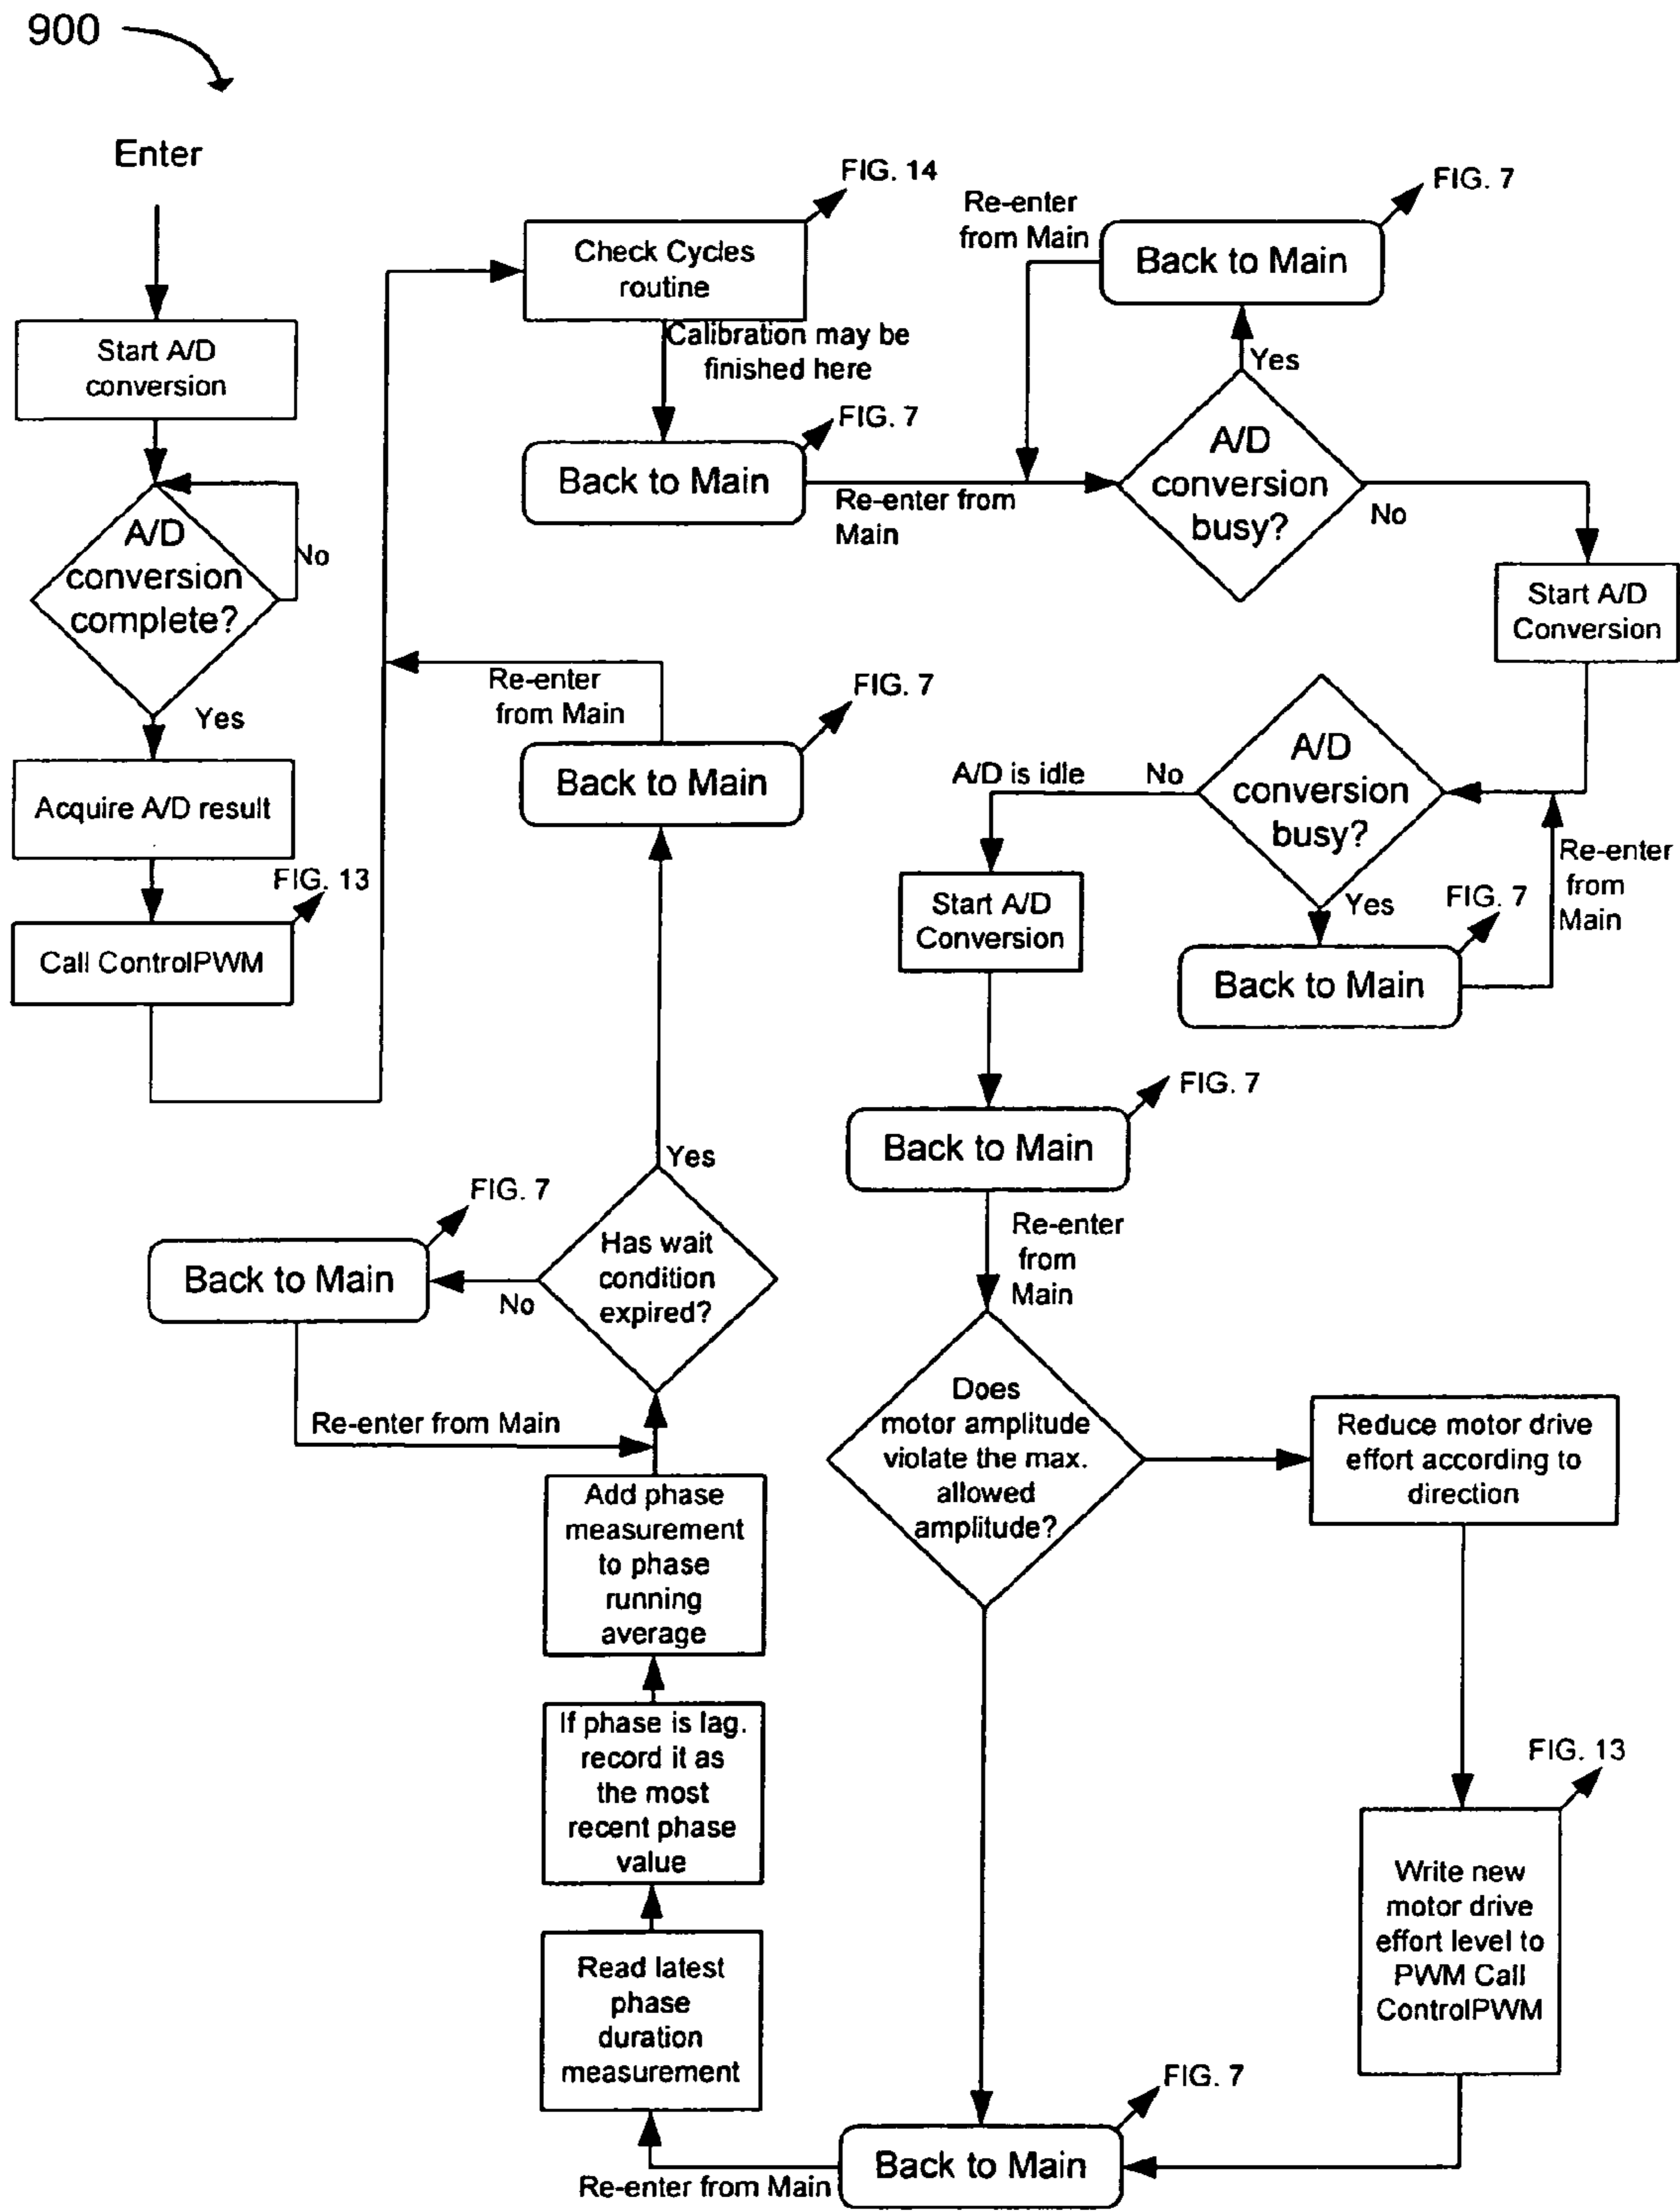 900
Enter
Start A/D
conversion
A/D
conversion
complete?
No
Yes
Acquire A/D result
FIG. 13
Call ControlPWM
FIG. 14
Check Cycles
routine
Calibration may be
finished here
FIG. 7
Back to Main
Re-enter from
Main
Re-enter
from Main
FIG. 7
Back to Main
Yes
A/D
conversion
busy?
No
Start A/D
Conversion
A/D
conversion
busy?
No
A/D is idle
Yes
FIG. 7
Back to Main
Re-enter
from
Main
Start A/D
Conversion
FIG. 7
Back to Main
Re-enter
from
Main
Does
motor amplitude
violate the max.
allowed
amplitude?
Reduce motor drive
effort according to
direction
FIG. 13
Write new
motor drive
effort level to
PWM Call
ControlPWM
FIG. 7
Back to Main
Re-enter from Main
Read latest
phase
duration
measurement
If phase is lag.
record it as
the most
recent phase
value
Add phase
measurement
to phase
running
average
Has wait
condition
expired?
No
FIG. 7
Back to Main
Re-enter from Main
Yes
FIG. 7
Back to Main
Re-enter
from Main